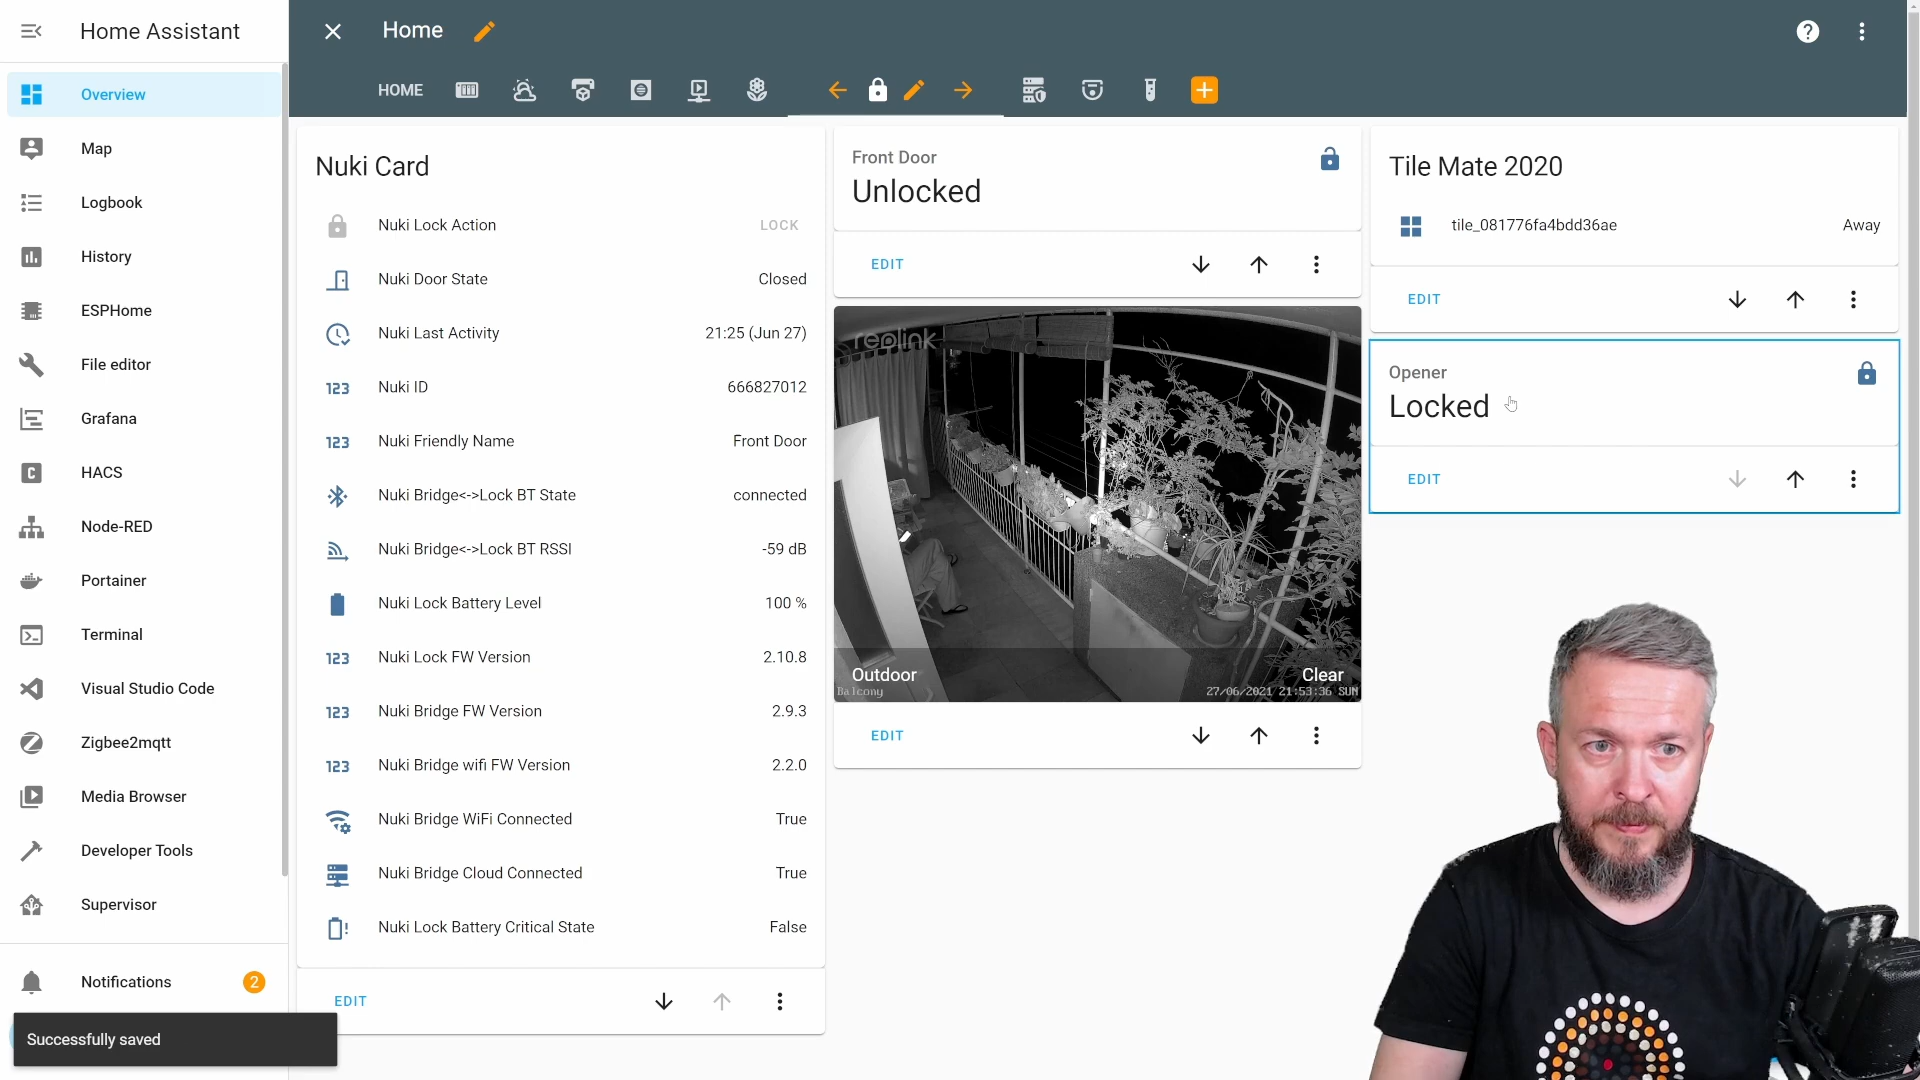 Home Assistant
Overview
Map
Logbook
History
ESPHome
File editor
Grafana
HACS
Node-RED
Portainer
Terminal
Visual Studio Code
Zigbee2mqtt
Media Browser
Developer Tools
Supervisor
Notifications 2
Successfully saved
Home
HOME
Nuki Card
Nuki Lock Action LOCK
Nuki Door State Closed
Nuki Last Activity 21:25 (Jun 27)
123 Nuki ID 666827012
123 Nuki Friendly Name Front Door
Nuki Bridge<->Lock BT State connected
Nuki Bridge<->Lock BT RSSI -59 dB
Nuki Lock Battery Level 100 %
123 Nuki Lock FW Version 2.10.8
123 Nuki Bridge FW Version 2.9.3
123 Nuki Bridge wifi FW Version 2.2.0
Nuki Bridge WiFi Connected True
Nuki Bridge Cloud Connected True
Nuki Lock Battery Critical State False
EDIT
Front Door
Unlocked
EDIT
reolink
Outdoor Clear
Balcony 27/06/2021 21:53:36 SUN
EDIT
Tile Mate 2020
tile_081776fa4bdd36ae Away
EDIT
Opener
Locked
EDIT